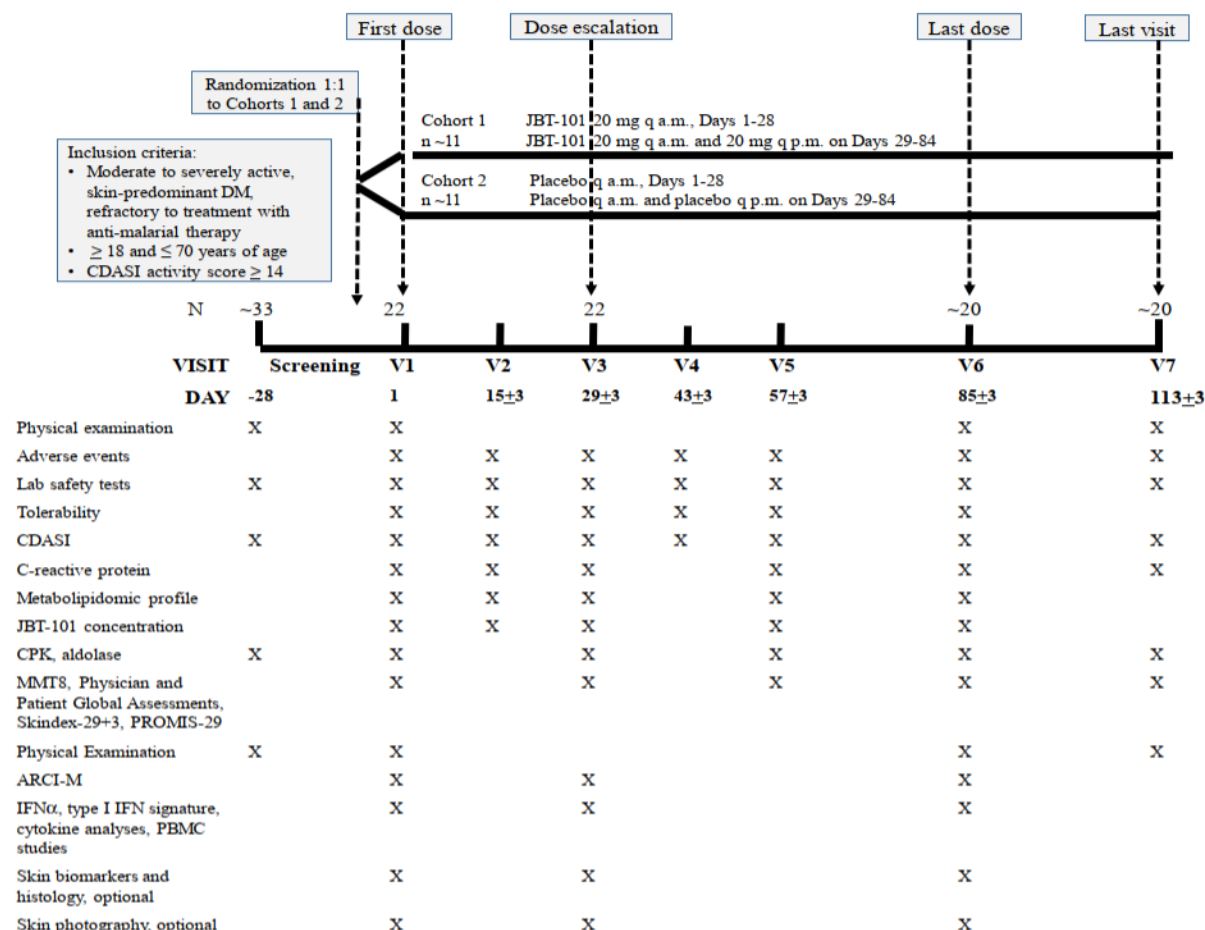 First dose
Dose escalation
Last dose
Last visit
Randomization 1:1
to Cohorts 1 and 2
Cohort 1 JBT-101 20 mg q a.m., Days 1-28
n ~11 JBT-101 20 mg q a.m. and 20 mg q p.m. on Days 29-84
Inclusion criteria:
• Moderate to severely active,
skin-predominant DM,
refractory to treatment with
anti-malarial therapy
• ≥ 18 and ≤ 70 years of age
• CDASI activity score ≥ 14
Cohort 2 Placebo q a.m., Days 1-28
n ~11 Placebo q a.m. and placebo q p.m. on Days 29-84
N ~33 22 22 ~20 ~20
VISIT Screening V1 V2 V3 V4 V5 V6 V7
DAY -28 1 15±3 29±3 43±3 57±3 85±3 113±3
Physical examination X X X X
Adverse events X X X X X X X
Lab safety tests X X X X X X X X
Tolerability X X X X X X
CDASI X X X X X X X X
C-reactive protein X X X X X X
Metabolipidomic profile X X X X X
JBT-101 concentration X X X X X
CPK, aldolase X X X X X X
MMT8, Physician and X X X X X
Patient Global Assessments,
Skindex-29+3, PROMIS-29
Physical Examination X X X X
ARCI-M X X X
IFNα, type I IFN signature, X X X
cytokine analyses, PBMC
studies
Skin biomarkers and X X X
histology, optional
Skin photography, optional X X X